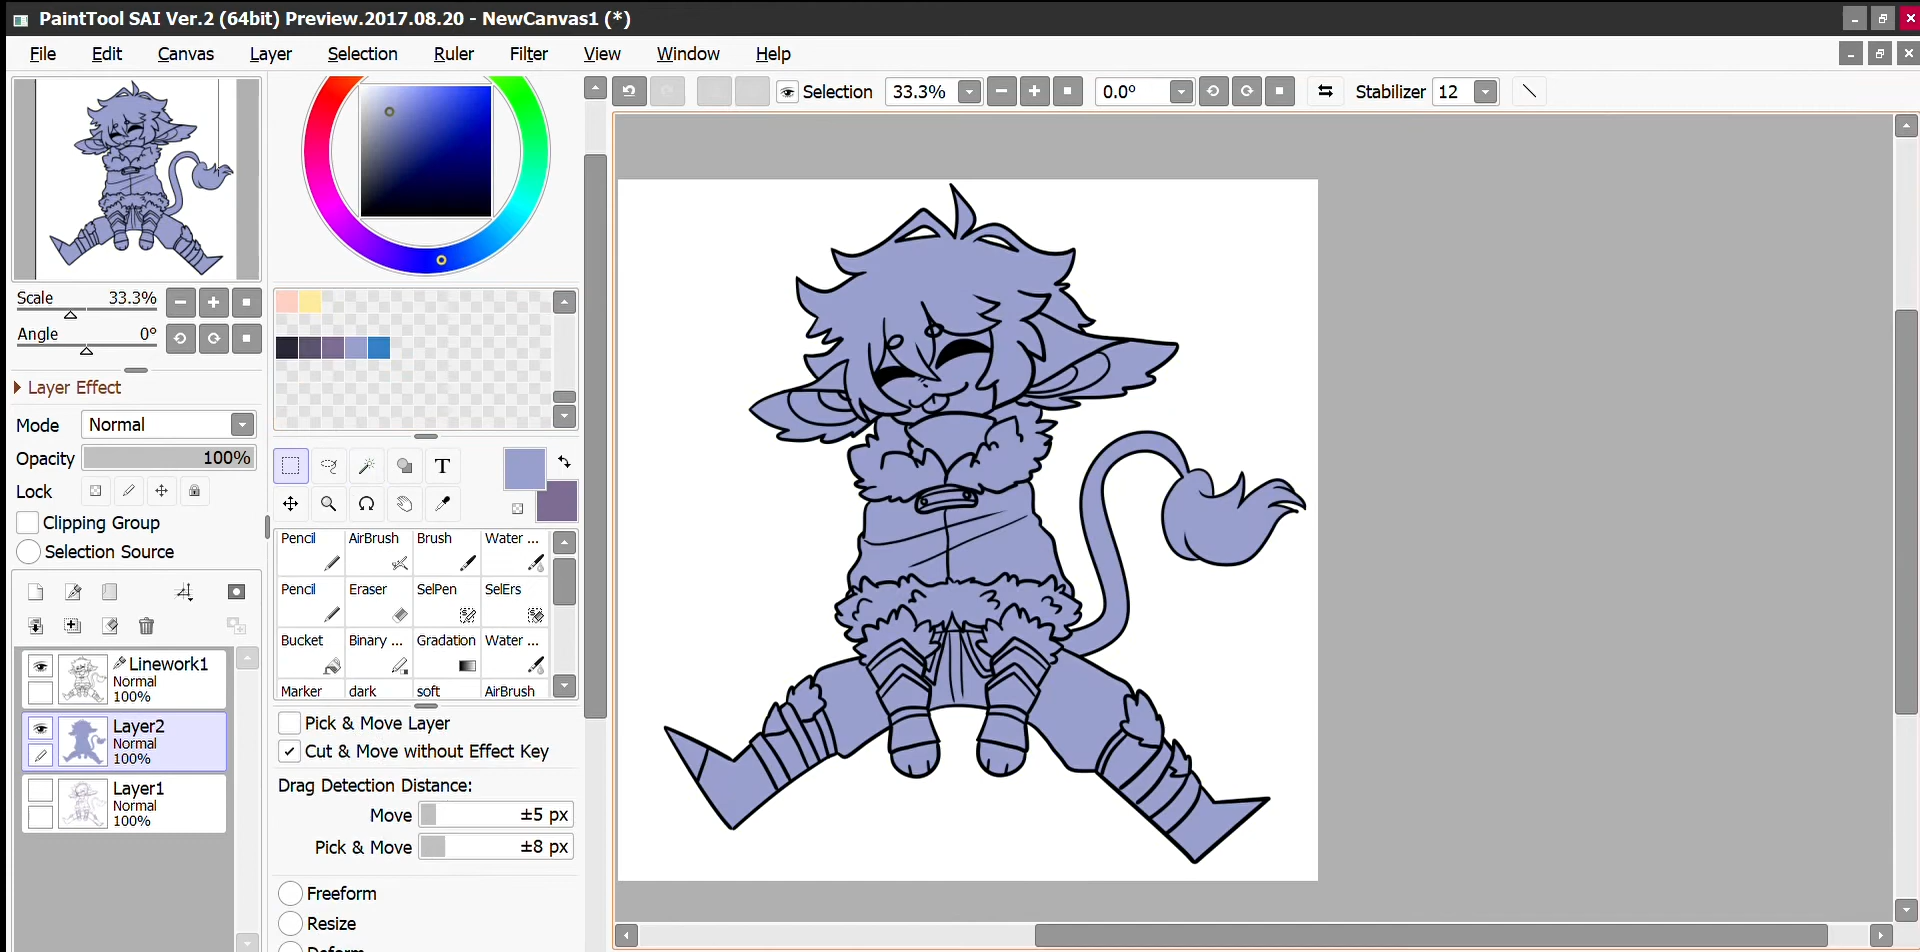 PaintTool SAI Ver.2 (64bit) Preview.2017.08.20 - NewCanvas1 (*)
File Edit Canvas Layer Selection Ruler Filter View Window Help
Selection 33.3% 0.0° Stabilizer 12
Scale 33.3%
Angle 0°
Layer Effect
Mode Normal
Opacity 100%
Lock
Clipping Group
Selection Source
Linework1
Normal
100%
Layer2
Normal
100%
Layer1
Normal
100%
T
Pencil AirBrush Brush Water ...
Pencil Eraser SelPen SelErs
Bucket Binary ... Gradation Water ...
Marker dark soft AirBrush
Pick & Move Layer
Cut & Move without Effect Key
Drag Detection Distance:
Move ±5 px
Pick & Move ±8 px
Freeform
Resize
Deform